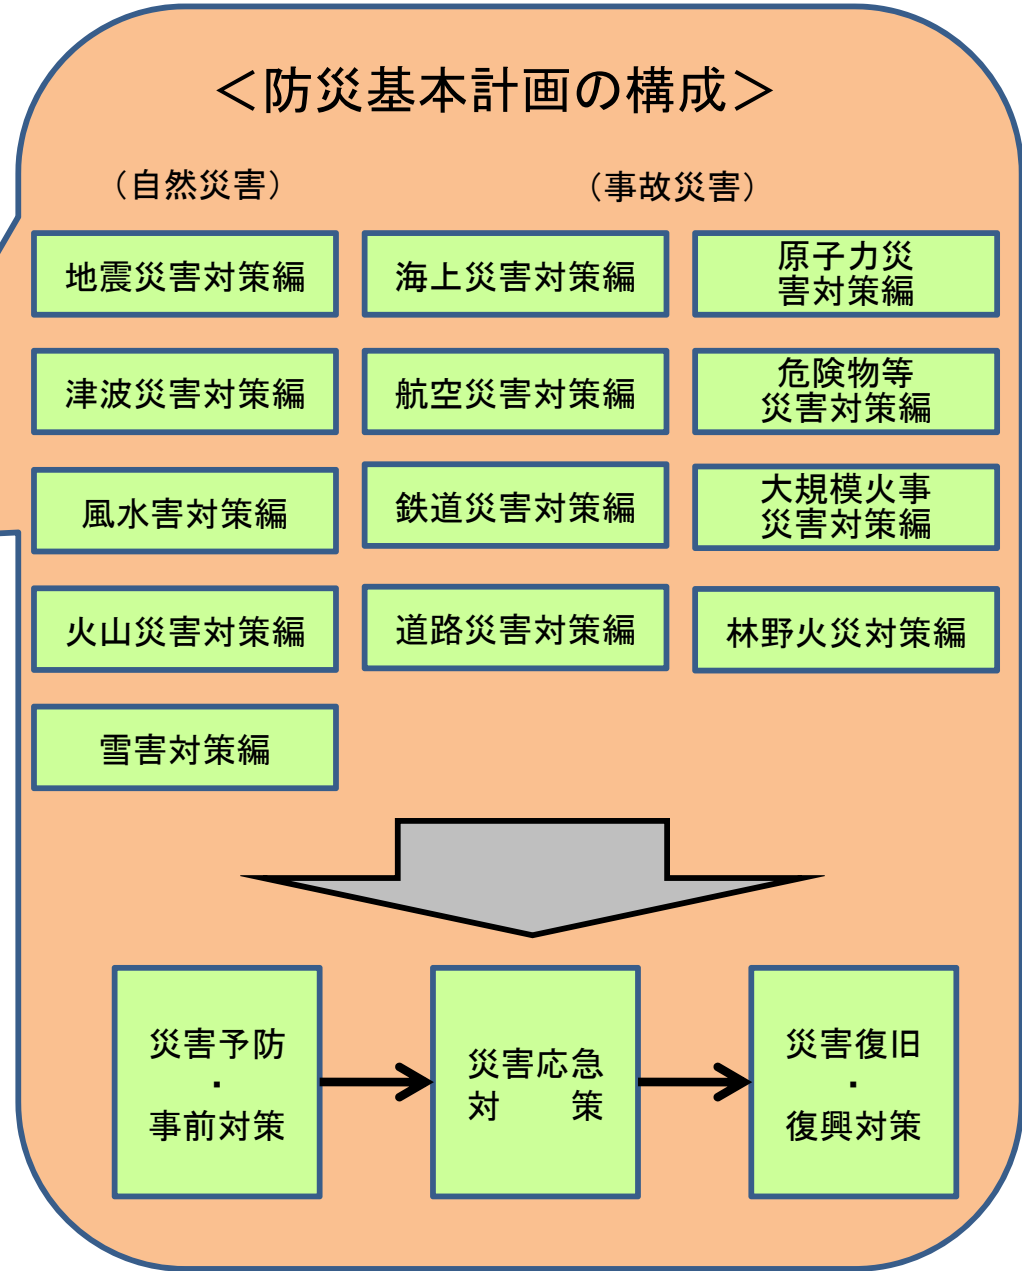 ＜防災基本計画の構成＞
（自然災害）
（事故災害）
地震災害対策編
海上災害対策編
原子力災
害対策編
津波災害対策編
航空災害対策編
危険物等
災害対策編
風水害対策編
鉄道災害対策編
大規模火事
災害対策編
火山災害対策編
道路災害対策編
林野火災対策編
雪害対策編
災害予防
・
事前対策
災害応急
対　　策
災害復旧
・
復興対策